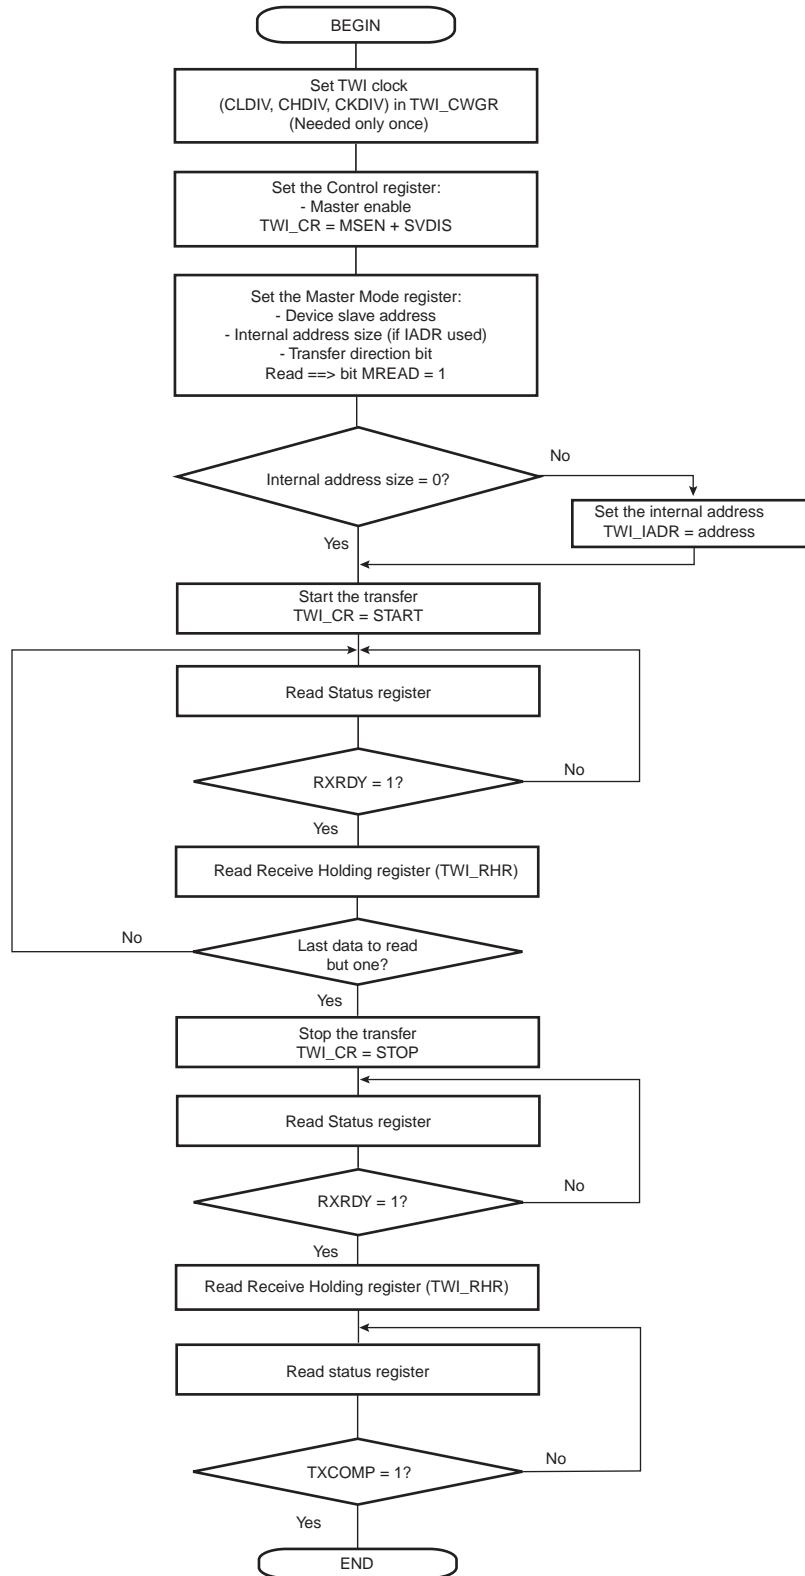 BEGIN
Set TWI clock
(CLDIV, CHDIV, CKDIV) in TWI_CWGR
(Needed only once)
Set the Control register:
- Master enable
TWI_CR = MSEN + SVDIS
Set the Master Mode register:
- Device slave address
- Internal address size (if IADR used)
- Transfer direction bit
Read ==> bit MREAD = 1
Internal address size = 0?
No
Set the internal address
TWI_IADR = address
Yes
Start the transfer
TWI_CR = START
Read Status register
RXRDY = 1?
No
Yes
Read Receive Holding register (TWI_RHR)
No
Last data to read
but one?
Yes
Stop the transfer
TWI_CR = STOP
Read Status register
RXRDY = 1?
No
Yes
Read Receive Holding register (TWI_RHR)
Read status register
TXCOMP = 1?
No
Yes
END